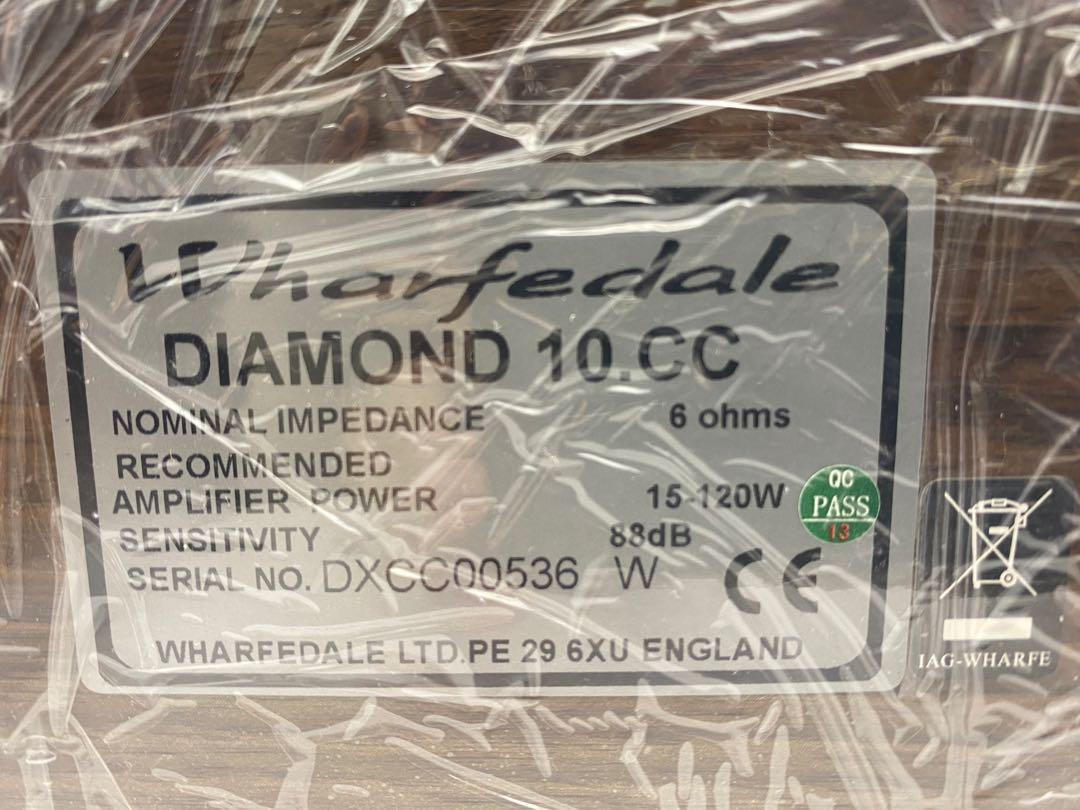 Wharfedale
DIAMOND 10.CC
NOMINAL IMPEDANCE 6 ohms
RECOMMENDED
AMPLIFIER POWER 15-120W
SENSITIVITY 88dB
SERIAL NO. DXCC00536 W
CE
WHARFEDALE LTD.PE 29 6XU ENGLAND
QC
PASS
13
IAG-WHARFE